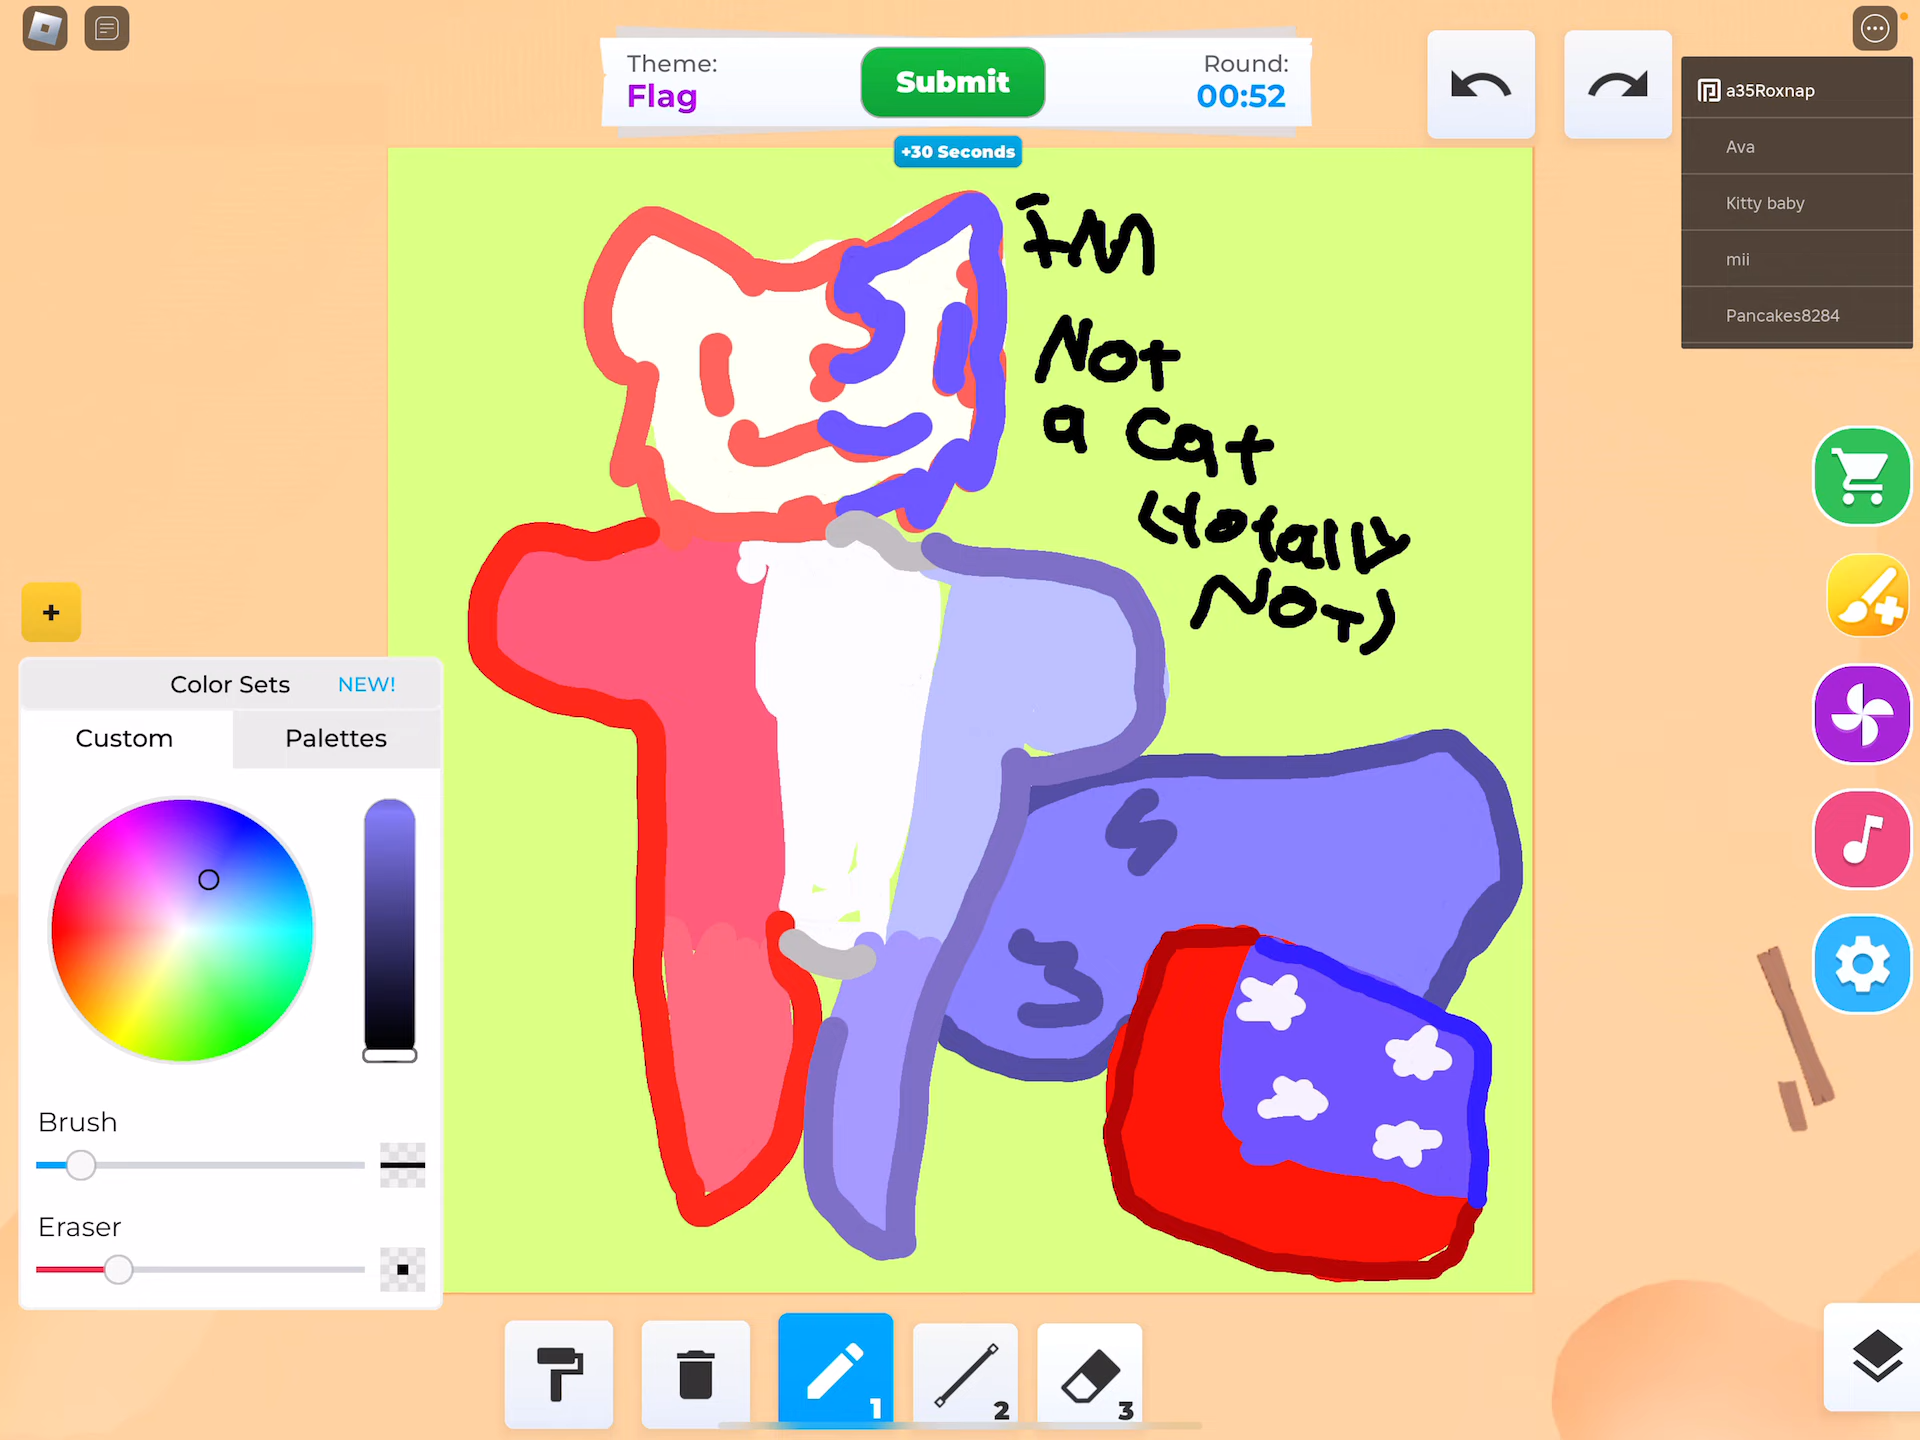 Theme:
Flag
Submit
Round:
00:52
+30 Seconds
a35Roxnap
Ava
Kitty baby
mii
Pancakes8284
IM
Not
a cat
(totally
NOT)
+
Color Sets NEW!
Custom Palettes
Brush
Eraser
1
2
3